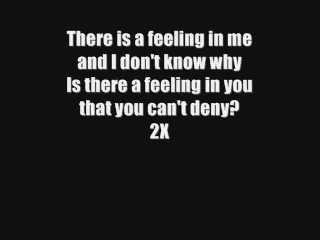 There is a feeling in me
and I don't know why
Is there a feeling in you
that you can't deny?
2X